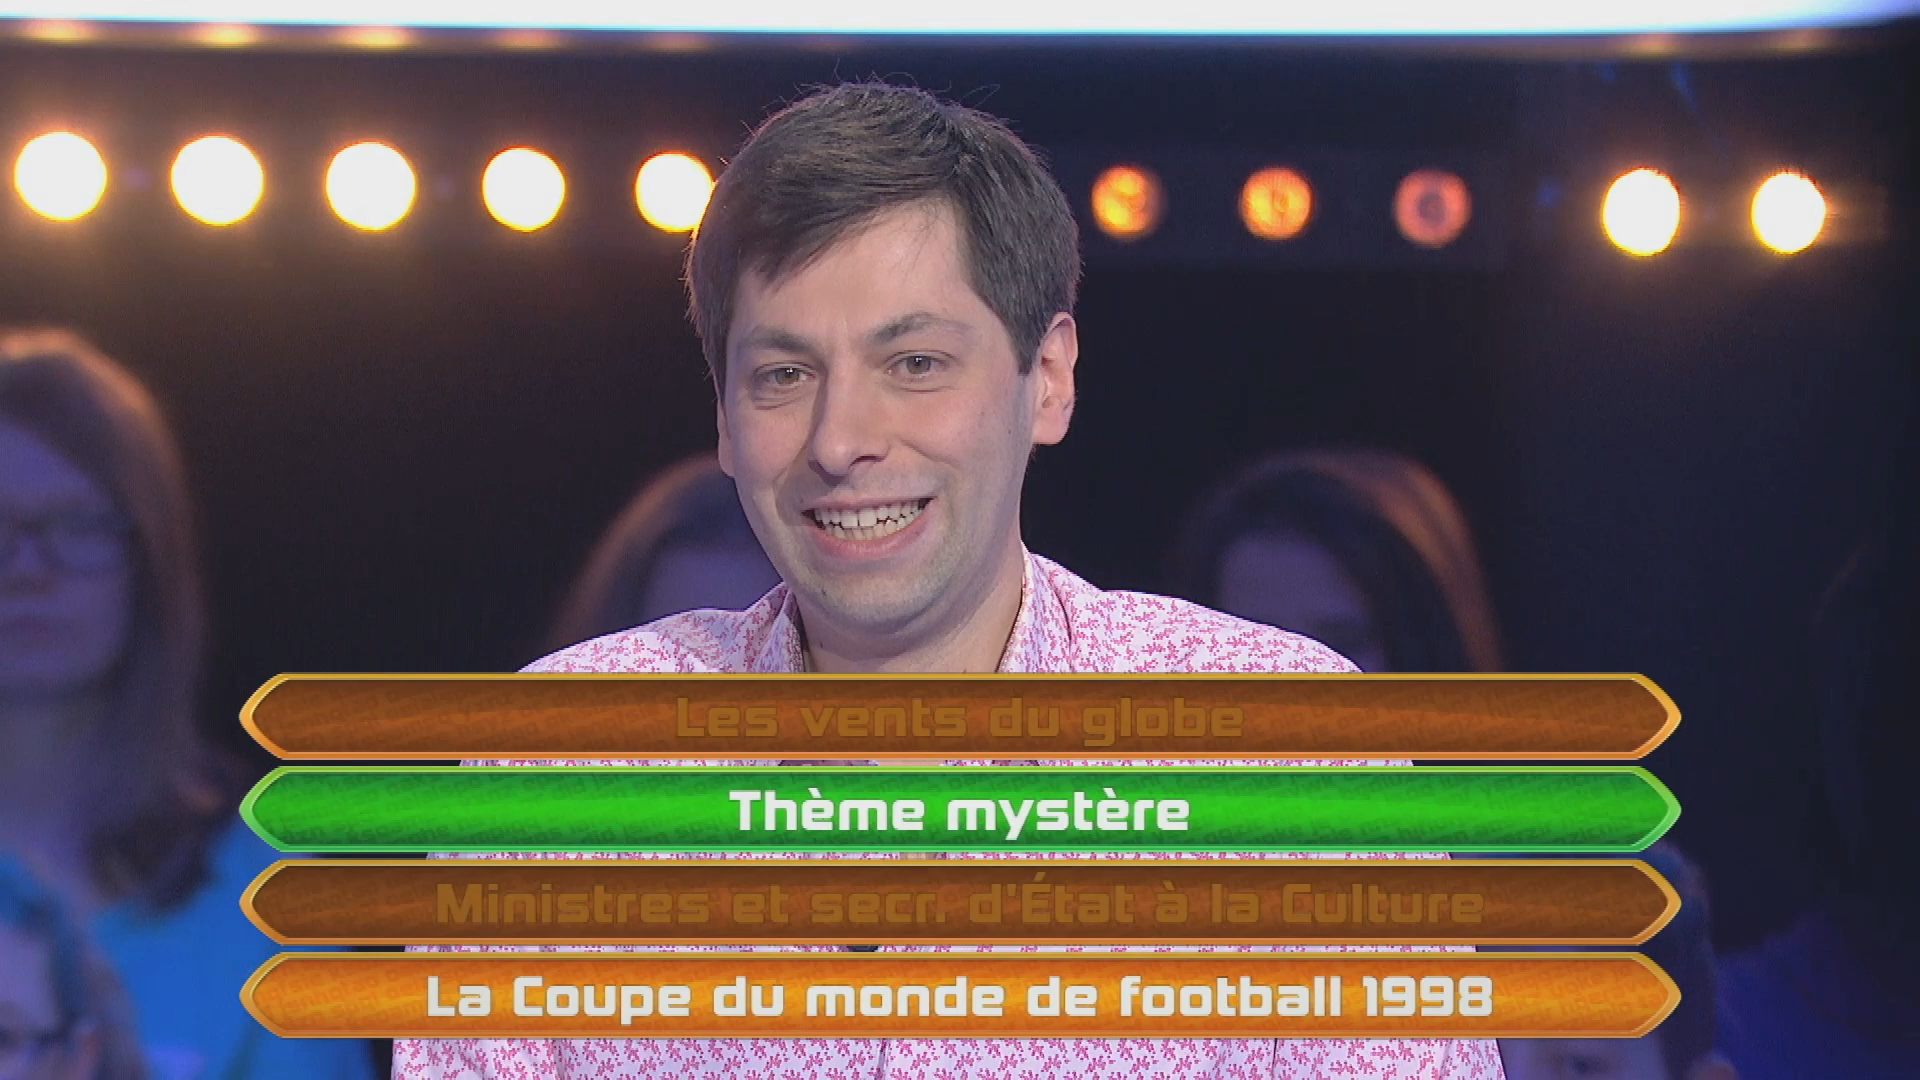 Les vents du globe
Thème mystère
Ministres et secr. d'État à la Culture
La Coupe du monde de football 1998